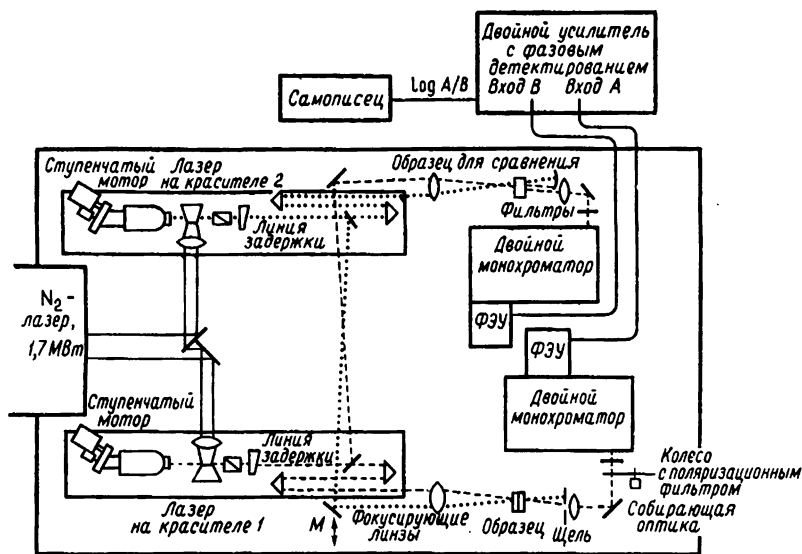 Двойной усилитель
с фазовым
детектированием
Вход В Вход А
Log A/B
Самописец
Ступенчатый
мотор
Лазер
на красителе 2
Образец для сравнения
Линия
задержки
Фильтры
Двойной
монохроматор
ФЭУ
N2-
лазер,
1,7 МВт
ФЭУ
Двойной
монохроматор
Ступенчатый
мотор
Линия
задержки
Колесо
с поляризационным
фильтром
Собирающая
оптика
Лазер
на красителе 1
М
Фокусирующие
линзы
Образец
Щель